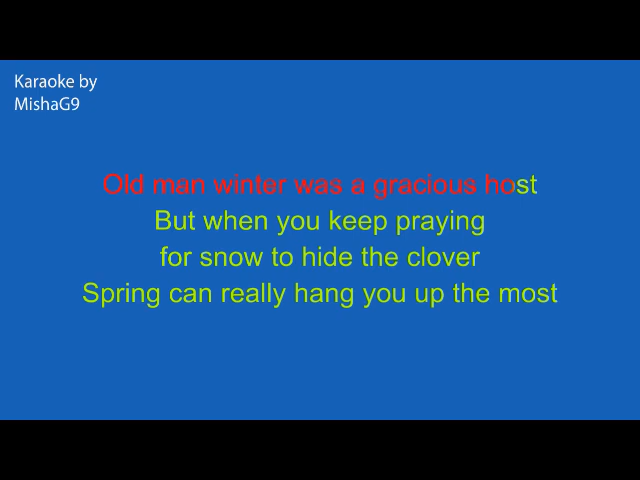 Karaoke by
MishaG9
Old man winter was a gracious host
But when you keep praying
for snow to hide the clover
Spring can really hang you up the most